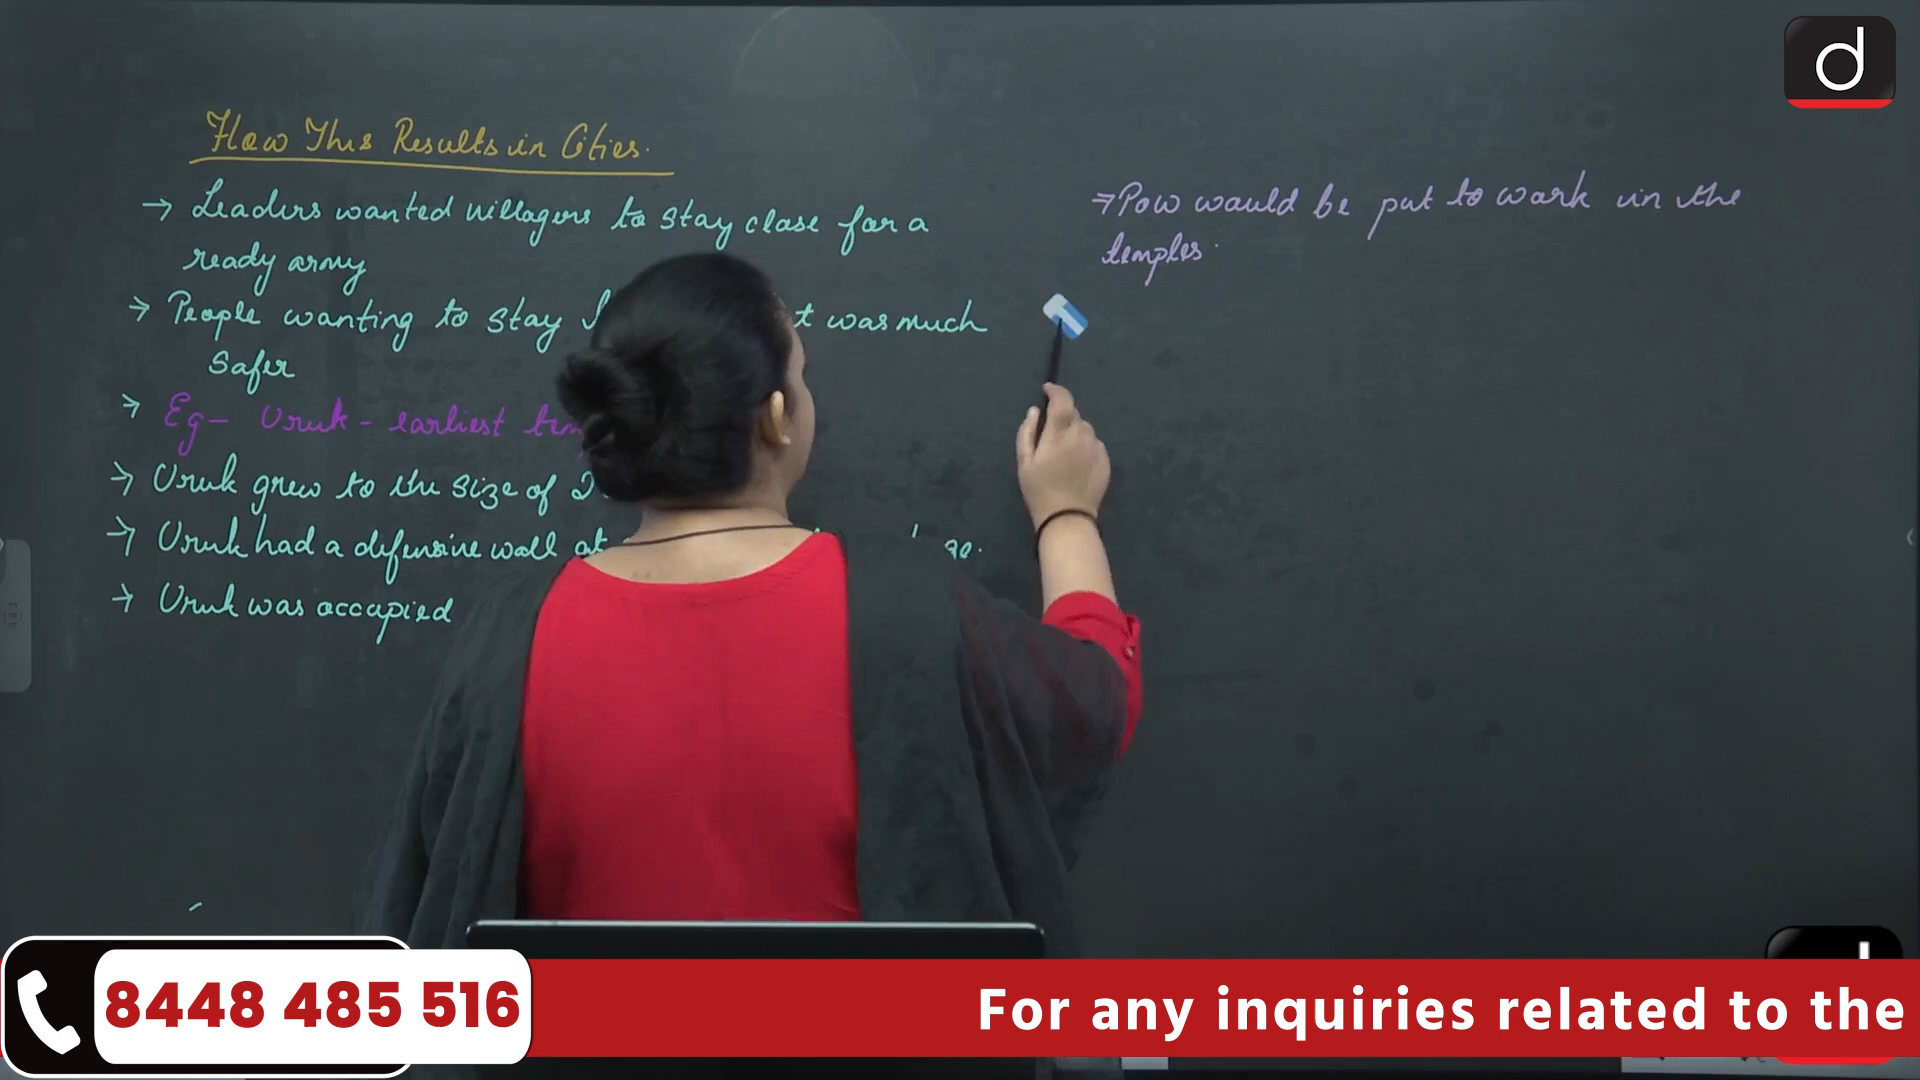 How This Results in Cities.
→ Leaders wanted villagers to stay close for a
ready army
→ People wanting to stay t was much
safer
→ Eg- Uruk - earliest
→ Uruk grew to the size of 2
→ Uruk had a defensive wall at
→ Uruk was occupied
→ Pow would be put to work in the
temples.
d
8448 485 516
For any inquiries related to the